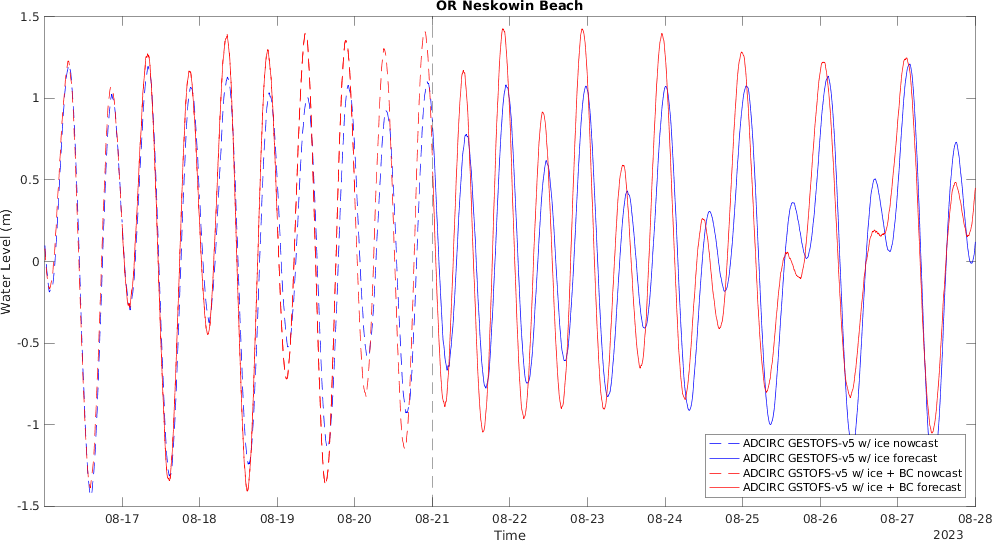 OR Neskowin Beach
1.5
1
0.5
0
-0.5
-1
-1.5
Water Level (m)
ADCIRC GESTOFS-v5 w/ ice nowcast
ADCIRC GESTOFS-v5 w/ ice forecast
ADCIRC GSTOFS-v5 w/ ice + BC nowcast
ADCIRC GSTOFS-v5 w/ ice + BC forecast
08-17 08-18 08-19 08-20 08-21 08-22 08-23 08-24 08-25 08-26 08-27 08-28
Time
2023